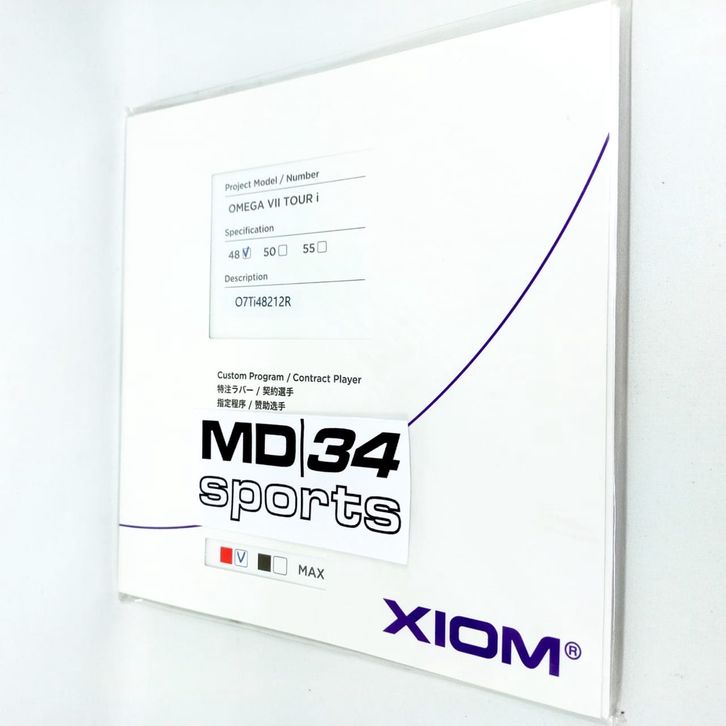 Project Model / Number
OMEGA VII TOUR i
Specification
48 50 55
Description
O7Ti48212R
Custom Program / Contract Player
特注ラバー / 契約選手
指定程序 / 赞助选手
MD|34
sports
MAX
XIOM®